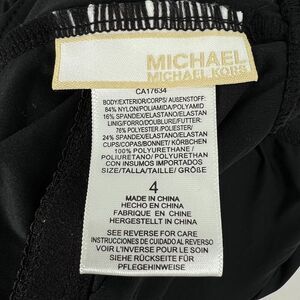 MICHAEL
MICHAEL KORS
CA17634
BODY/EXTERIOR/CORPS/ AUßENSTOFF:
84% NYLON/POLIAMIDA/POLYAMID
16% SPANDEX/ELASTANO/ELASTAN
LINIG/FORRO/DOUBLURE/FUTTER
76% POLYESTER/POLIESTER/
24% SPANDEX/ELASTANO/ELASTAN
CUPS/COPAS/BONNET/ KÖRBCHEN
100% POLYURETHANE/
POLIURETANO/ POLYURETHAN
CON INSUMOS IMPORTADOS DE
SIZE/TALLA/TAILLE/ GRÖßE
4
MADE IN CHINA
HECHO EN CHINA
FABRIQUE EN CHINE
HERGESTELLT IN CHINA
SEE REVERSE FOR CARE
INSTRUCCIONES DE CUIDADO AL REVERSO
VOIR L'INVERSE POUR LE SOIN
SIEHE RÜCKSEITE FÜR
PFLEGEHINWEISE